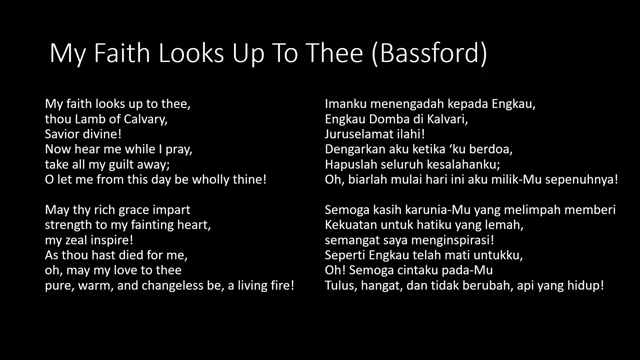 My Faith Looks Up To Thee (Bassford)
My faith looks up to thee,
thou Lamb of Calvary,
Savior divine!
Now hear me while I pray,
take all my guilt away;
O let me from this day be wholly thine!
May thy rich grace impart
strength to my fainting heart,
my zeal inspire!
As thou hast died for me,
oh, may my love to thee
pure, warm, and changeless be, a living fire!
Imanku menengadah kepada Engkau,
Engkau Domba di Kalvari,
Juruselamat ilahi!
Dengarkan aku ketika ‘ku berdoa,
Hapuslah seluruh kesalahanku;
Oh, biarlah mulai hari ini aku milik-Mu sepenuhnya!
Semoga kasih karunia-Mu yang melimpah memberi
Kekuatan untuk hatiku yang lemah,
semangat saya menginspirasi!
Seperti Engkau telah mati untukku,
Oh! Semoga cintaku pada-Mu
Tulus, hangat, dan tidak berubah, api yang hidup!